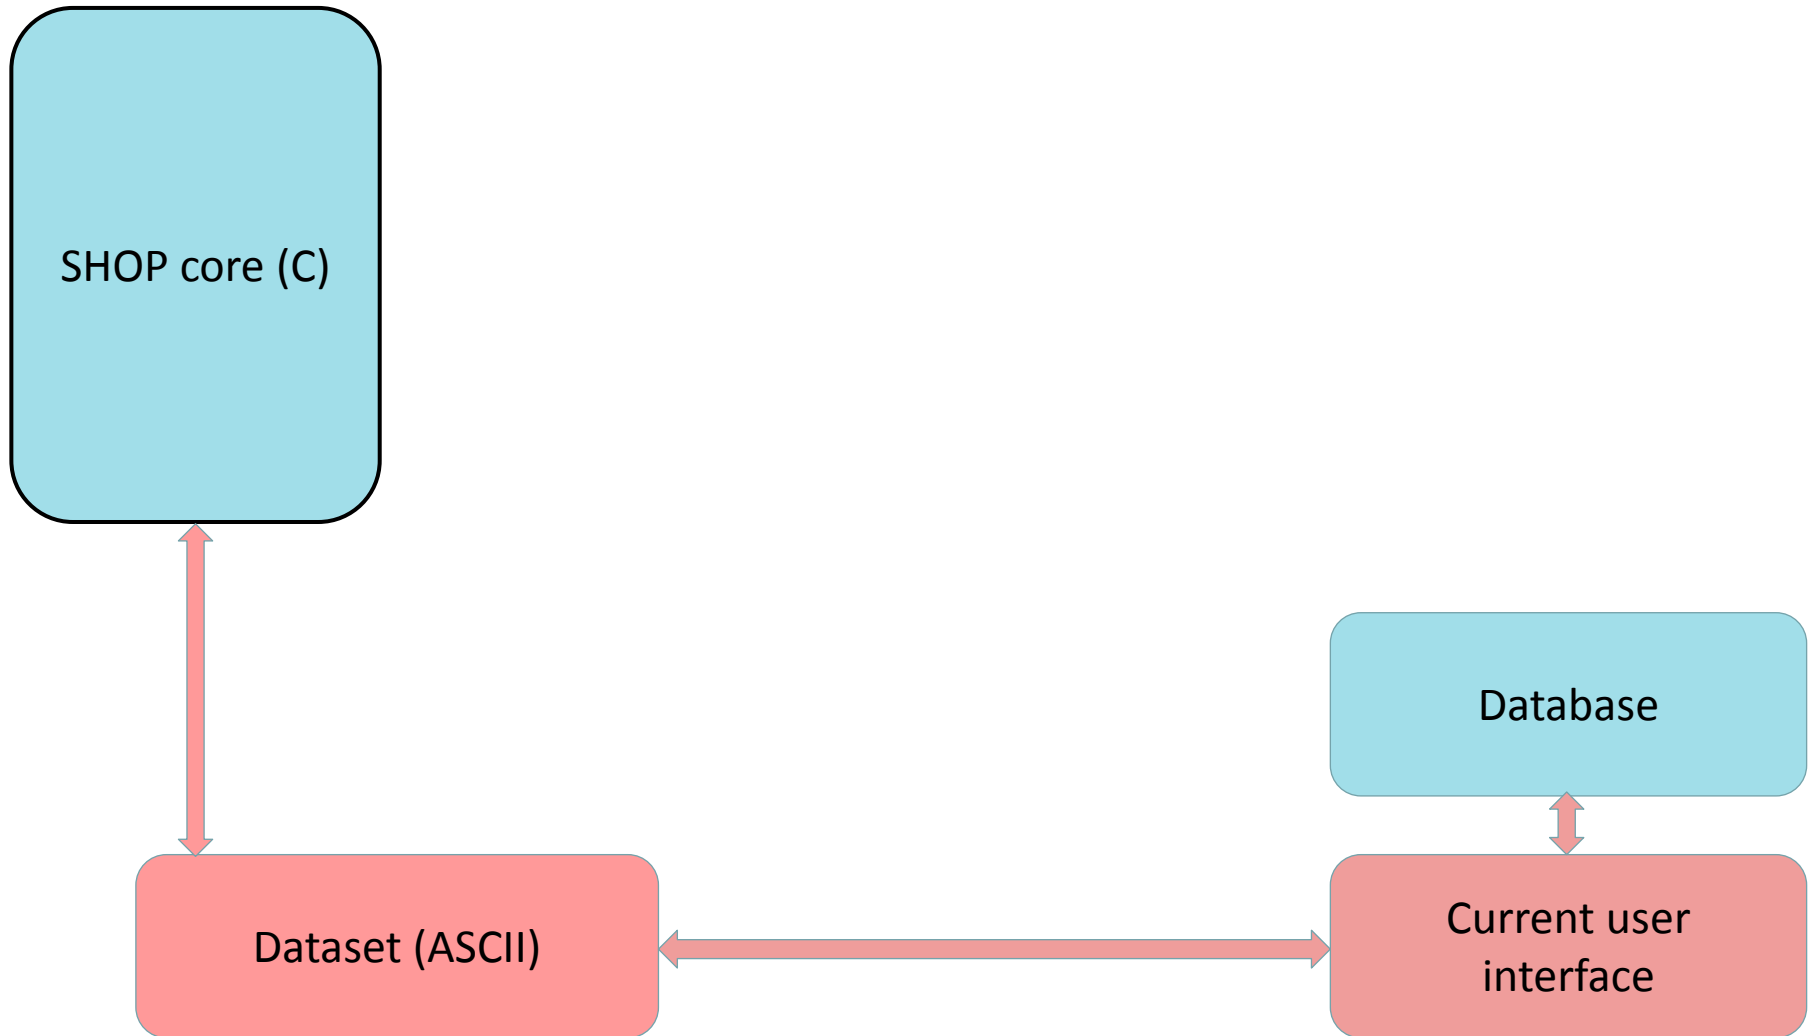 SHOP core (C)
Database
Dataset (ASCII)
Current user
interface